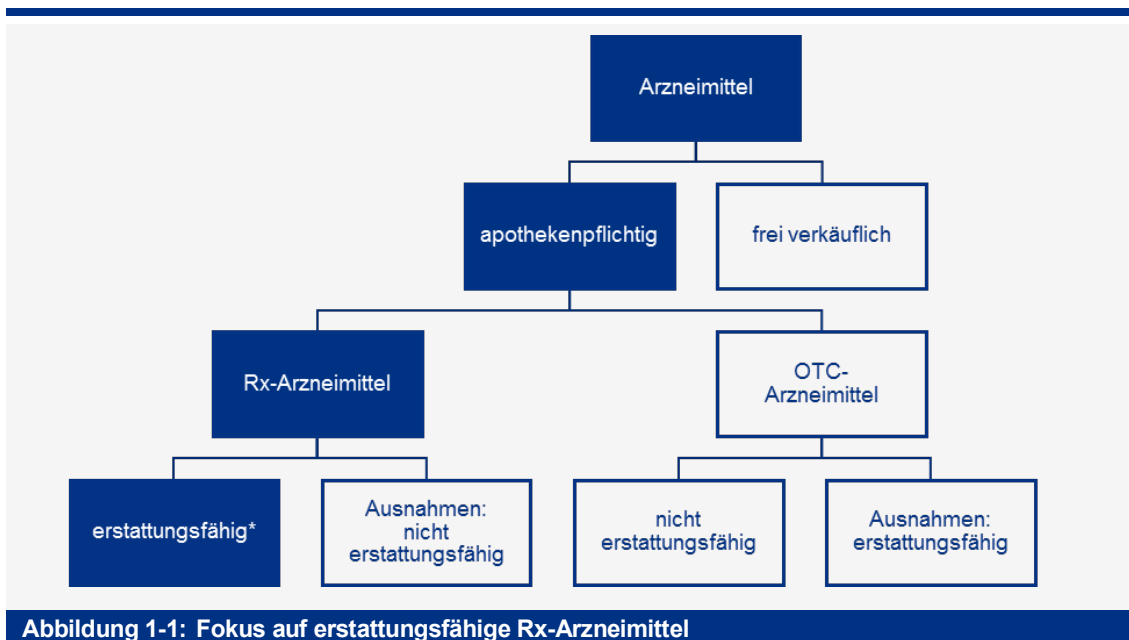 Arzneimittel
apothekenpflichtig
frei verkäuflich
Rx-Arzneimittel
OTC-
Arzneimittel
erstattungsfähig*
Ausnahmen:
nicht
erstattungsfähig
nicht
erstattungsfähig
Ausnahmen:
erstattungsfähig
Abbildung 1-1: Fokus auf erstattungsfähige Rx-Arzneimittel